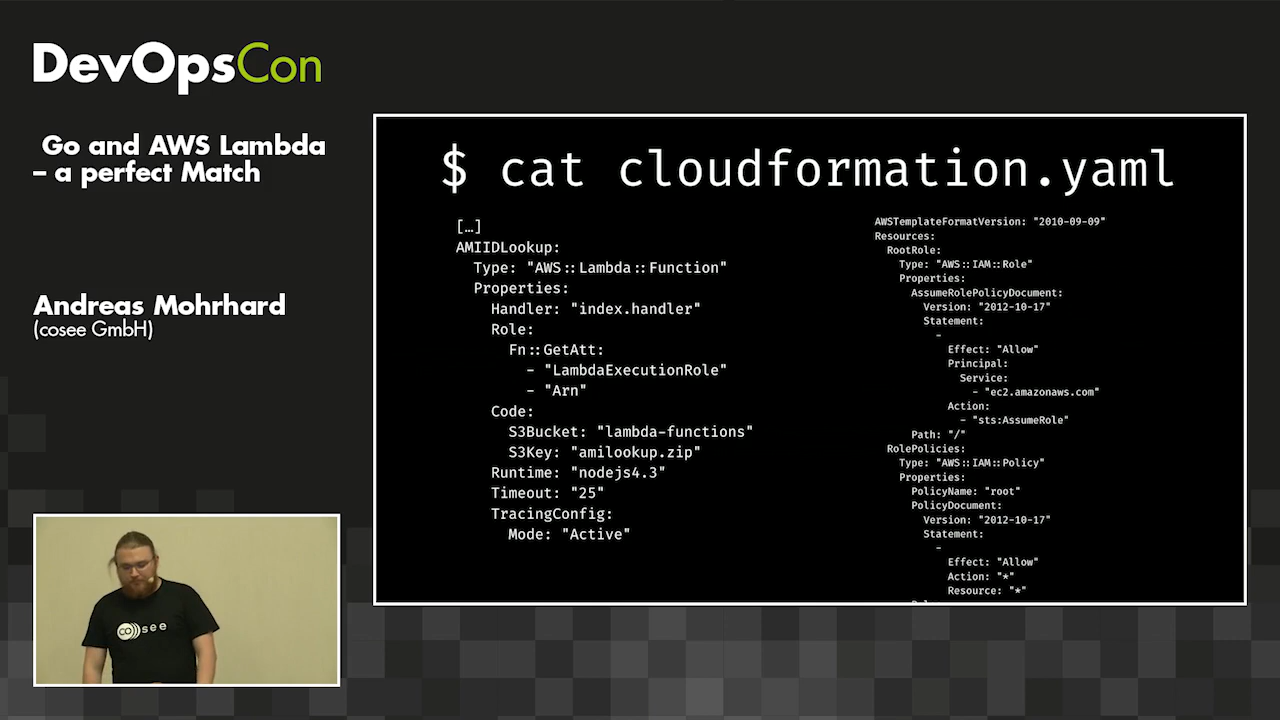 DevOpsCon
Go and AWS Lambda
– a perfect Match
Andreas Mohrhard
(cosee GmbH)
$ cat cloudformation.yaml
[…]
AMIIDLookup:
Type: "AWS::Lambda::Function"
Properties:
Handler: "index.handler"
Role:
Fn::GetAtt:
- "LambdaExecutionRole"
- "Arn"
Code:
S3Bucket: "lambda-functions"
S3Key: "amilookup.zip"
Runtime: "nodejs4.3"
Timeout: "25"
TracingConfig:
Mode: "Active"
AWSTemplateFormatVersion: "2010-09-09"
Resources:
RootRole:
Type: "AWS::IAM::Role"
Properties:
AssumeRolePolicyDocument:
Version: "2012-10-17"
Statement:
-
Effect: "Allow"
Principal:
Service:
- "ec2.amazonaws.com"
Action:
- "sts:AssumeRole"
Path: "/"
RolePolicies:
Type: "AWS::IAM::Policy"
Properties:
PolicyName: "root"
PolicyDocument:
Version: "2012-10-17"
Statement:
-
Effect: "Allow"
Action: "*"
Resource: "*"
cosee